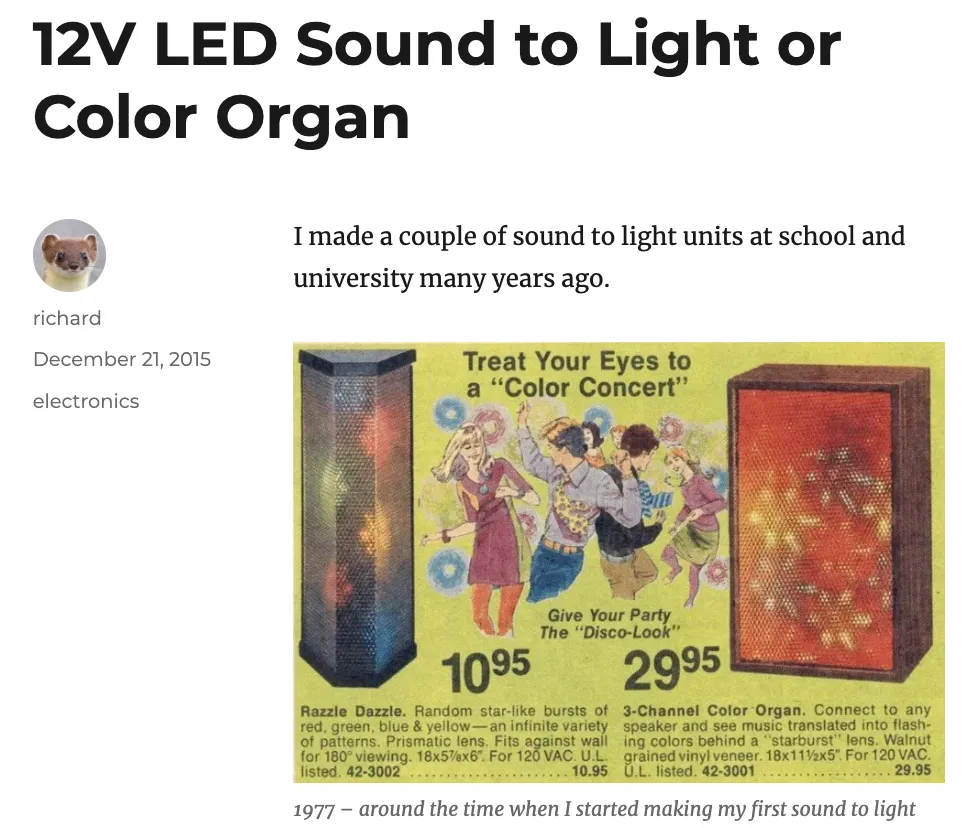 12V LED Sound to Light or
Color Organ
richard
December 21, 2015
electronics
I made a couple of sound to light units at school and
university many years ago.
Treat Your Eyes to
a "Color Concert"
Give Your Party
The "Disco-Look"
10⁹⁵
29⁹⁵
Razzle Dazzle. Random star-like bursts of
red, green, blue & yellow—an infinite variety
of patterns. Prismatic lens. Fits against wall
for 180° viewing. 18x5⅞x6". For 120 VAC. U.L.
listed. 42-3002 ........................ 10.95
3-Channel Color Organ. Connect to any
speaker and see music translated into flash-
ing colors behind a "starburst" lens. Walnut
grained vinyl veneer. 18x11½x5". For 120 VAC.
U.L. listed. 42-3001 .................. 29.95
1977 – around the time when I started making my first sound to light